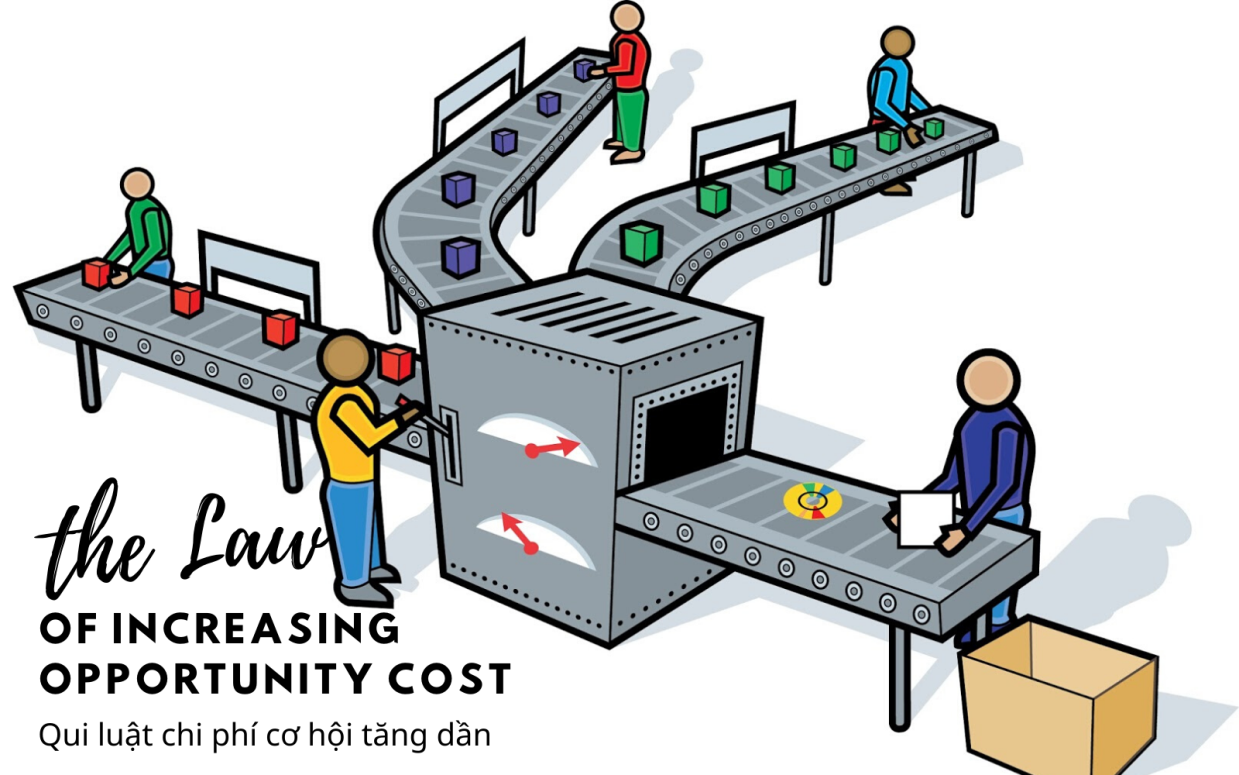 the Law
OF INCREASING
OPPORTUNITY COST
Qui luật chi phí cơ hội tăng dần